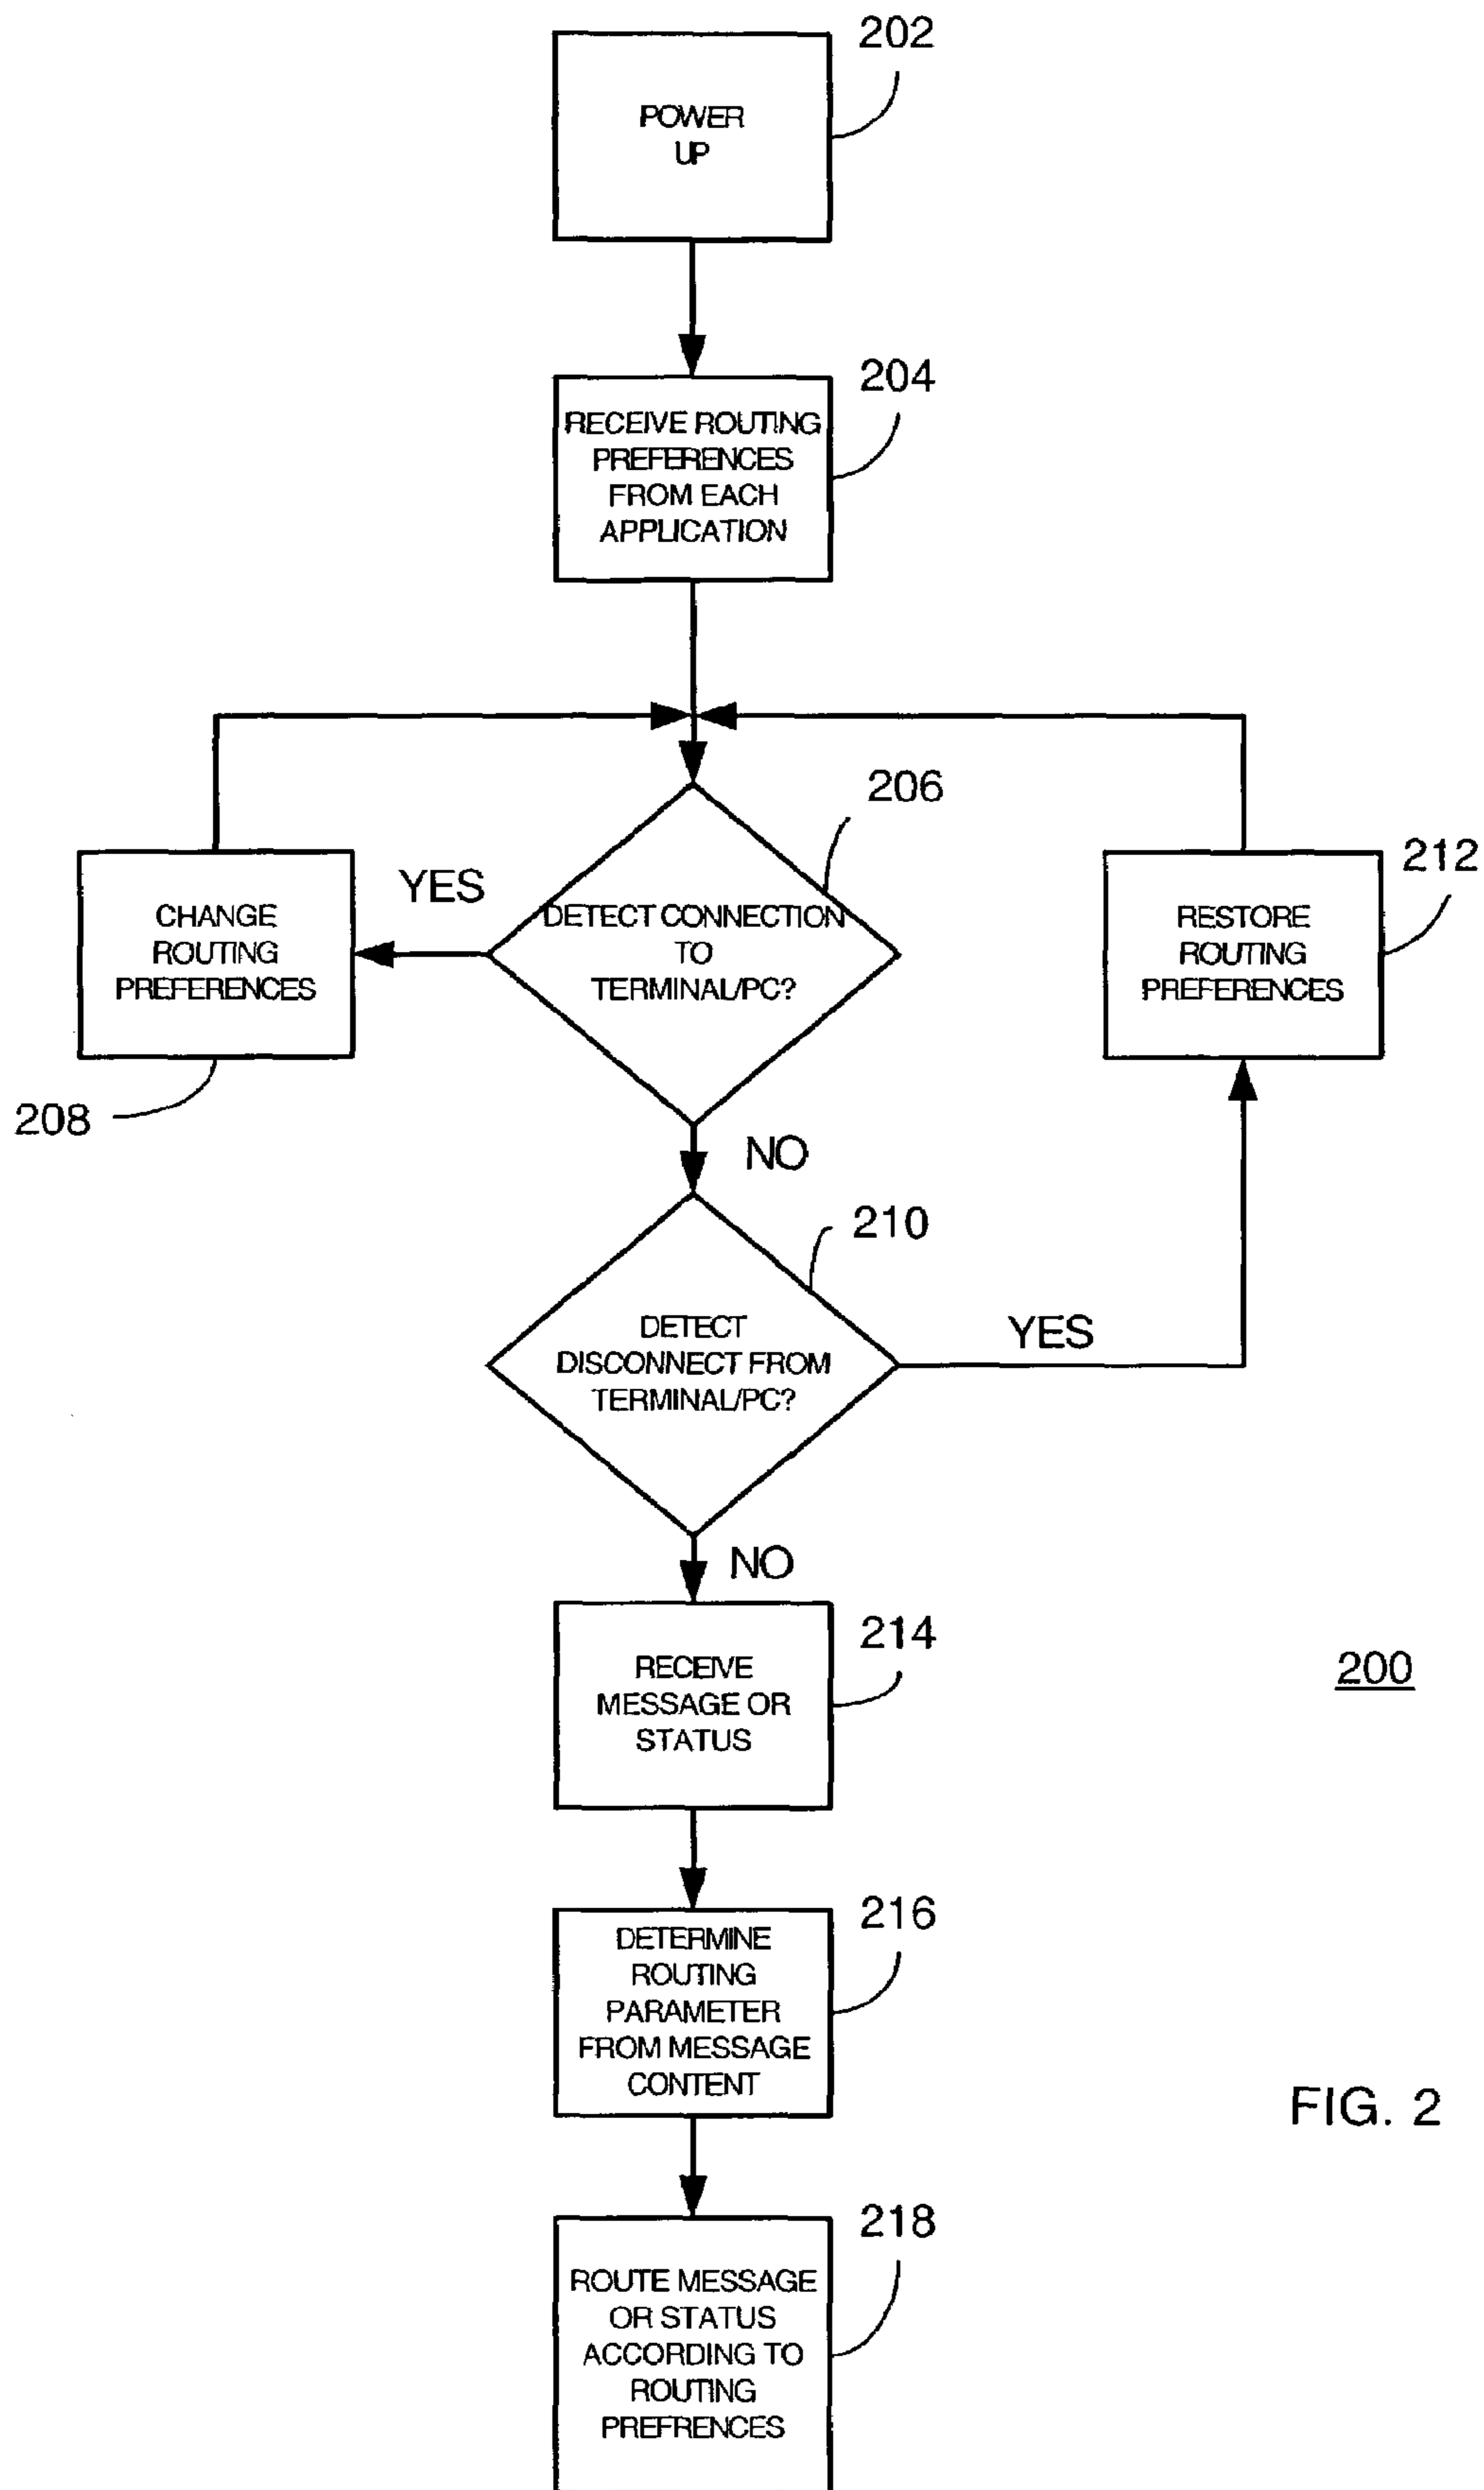 202
POWER
UP
204
RECEIVE ROUTING
PREFERENCES
FROM EACH
APPLICATION
206
YES
DETECT CONNECTION
TO
TERMINAL/PC?
CHANGE
ROUTING
PREFERENCES
208
212
RESTORE
ROUTING
PREFERENCES
NO
210
DETECT
DISCONNECT FROM
TERMINAL/PC?
YES
NO
214
RECEIVE
MESSAGE OR
STATUS
200
216
DETERMINE
ROUTING
PARAMETER
FROM MESSAGE
CONTENT
FIG. 2
218
ROUTE MESSAGE
OR STATUS
ACCORDING TO
ROUTING
PREFRENCES